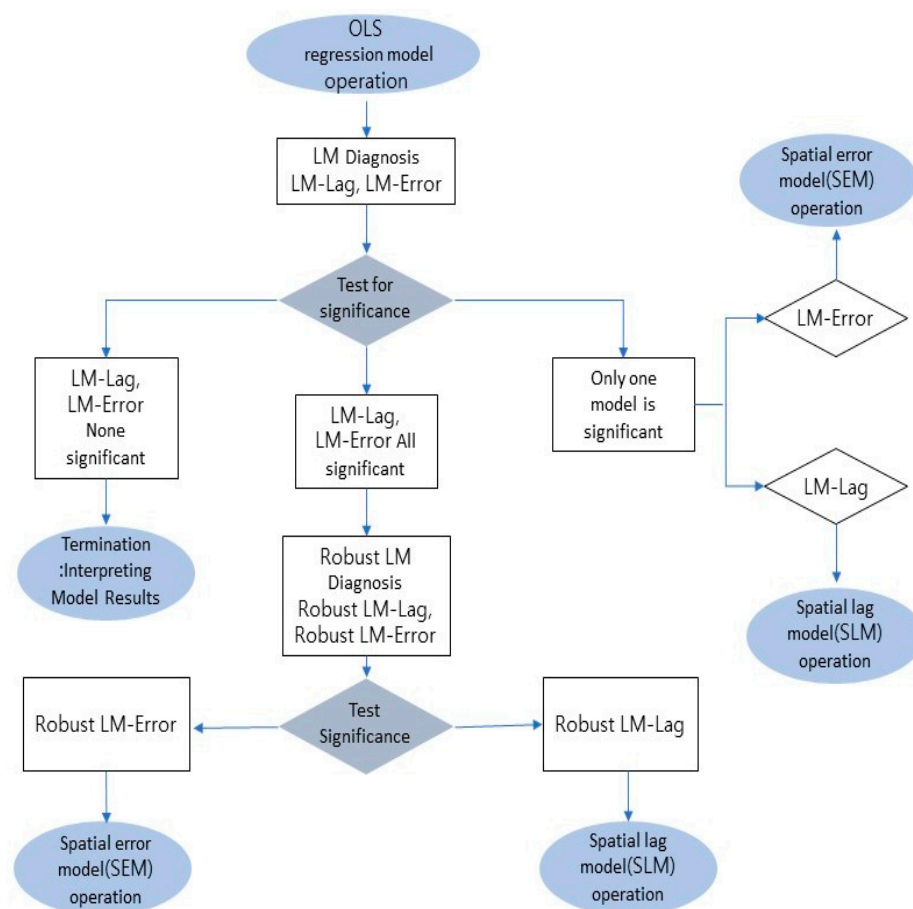 OLS
regression model
operation
LM Diagnosis
LM-Lag, LM-Error
Test for
significance
LM-Lag,
LM-Error
None
significant
Termination
:Interpreting
Model Results
LM-Lag,
LM-Error All
significant
Only one
model is
significant
LM-Error
Spatial error
model(SEM)
operation
LM-Lag
Spatial lag
model(SLM)
operation
Robust LM
Diagnosis
Robust LM-Lag,
Robust LM-Error
Test
Significance
Robust LM-Error
Spatial error
model(SEM)
operation
Robust LM-Lag
Spatial lag
model(SLM)
operation